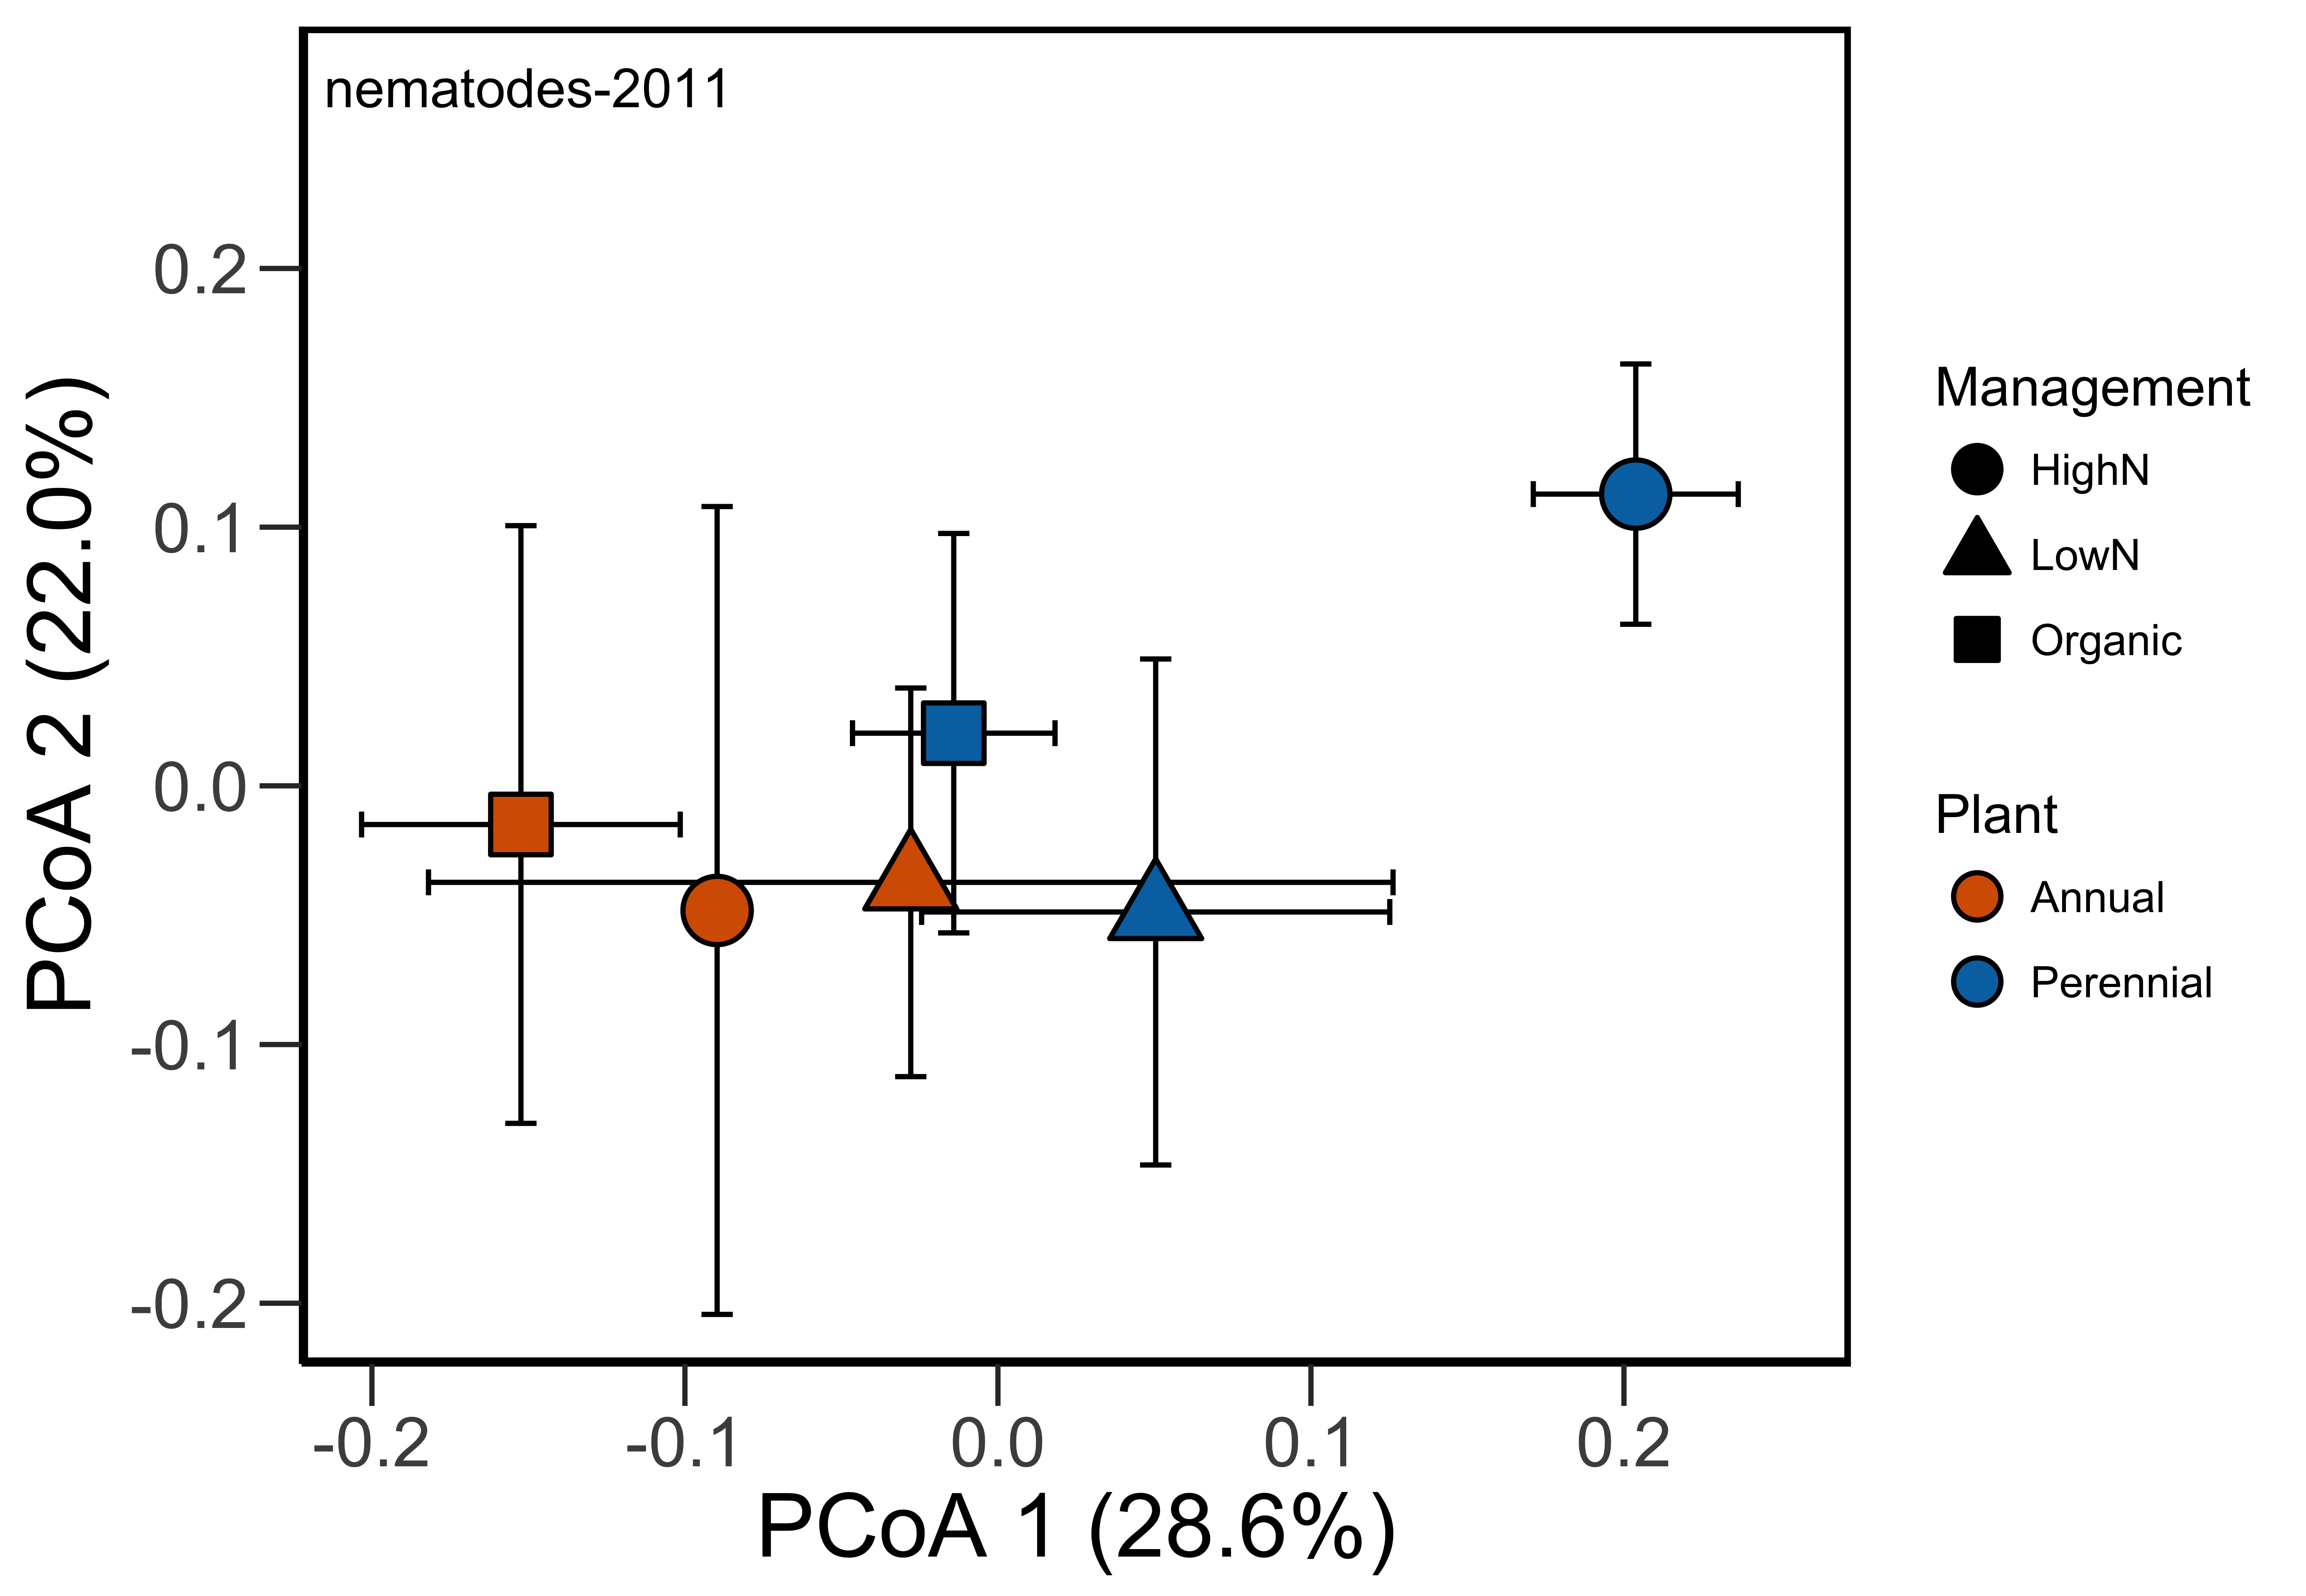 nematodes-2011
PCoA 2 (22.0%)
0.2
0.1
0.0
-0.1
-0.2
-0.2
-0.1
0.0
0.1
0.2
PCoA 1 (28.6%)
Management
HighN
LowN
Organic
Plant
Annual
Perennial